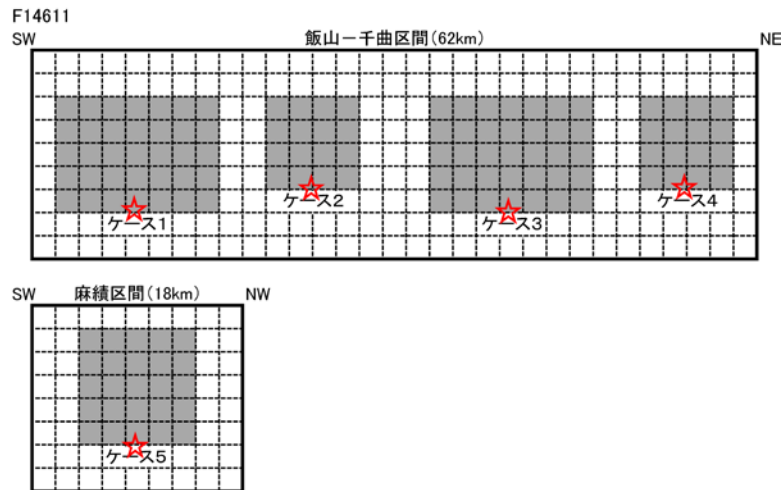 F14611
SW 飯山－千曲区間(62km) NE
ケース1 ケース2 ケース3 ケース4
SW 麻績区間(18km) NW
ケース5